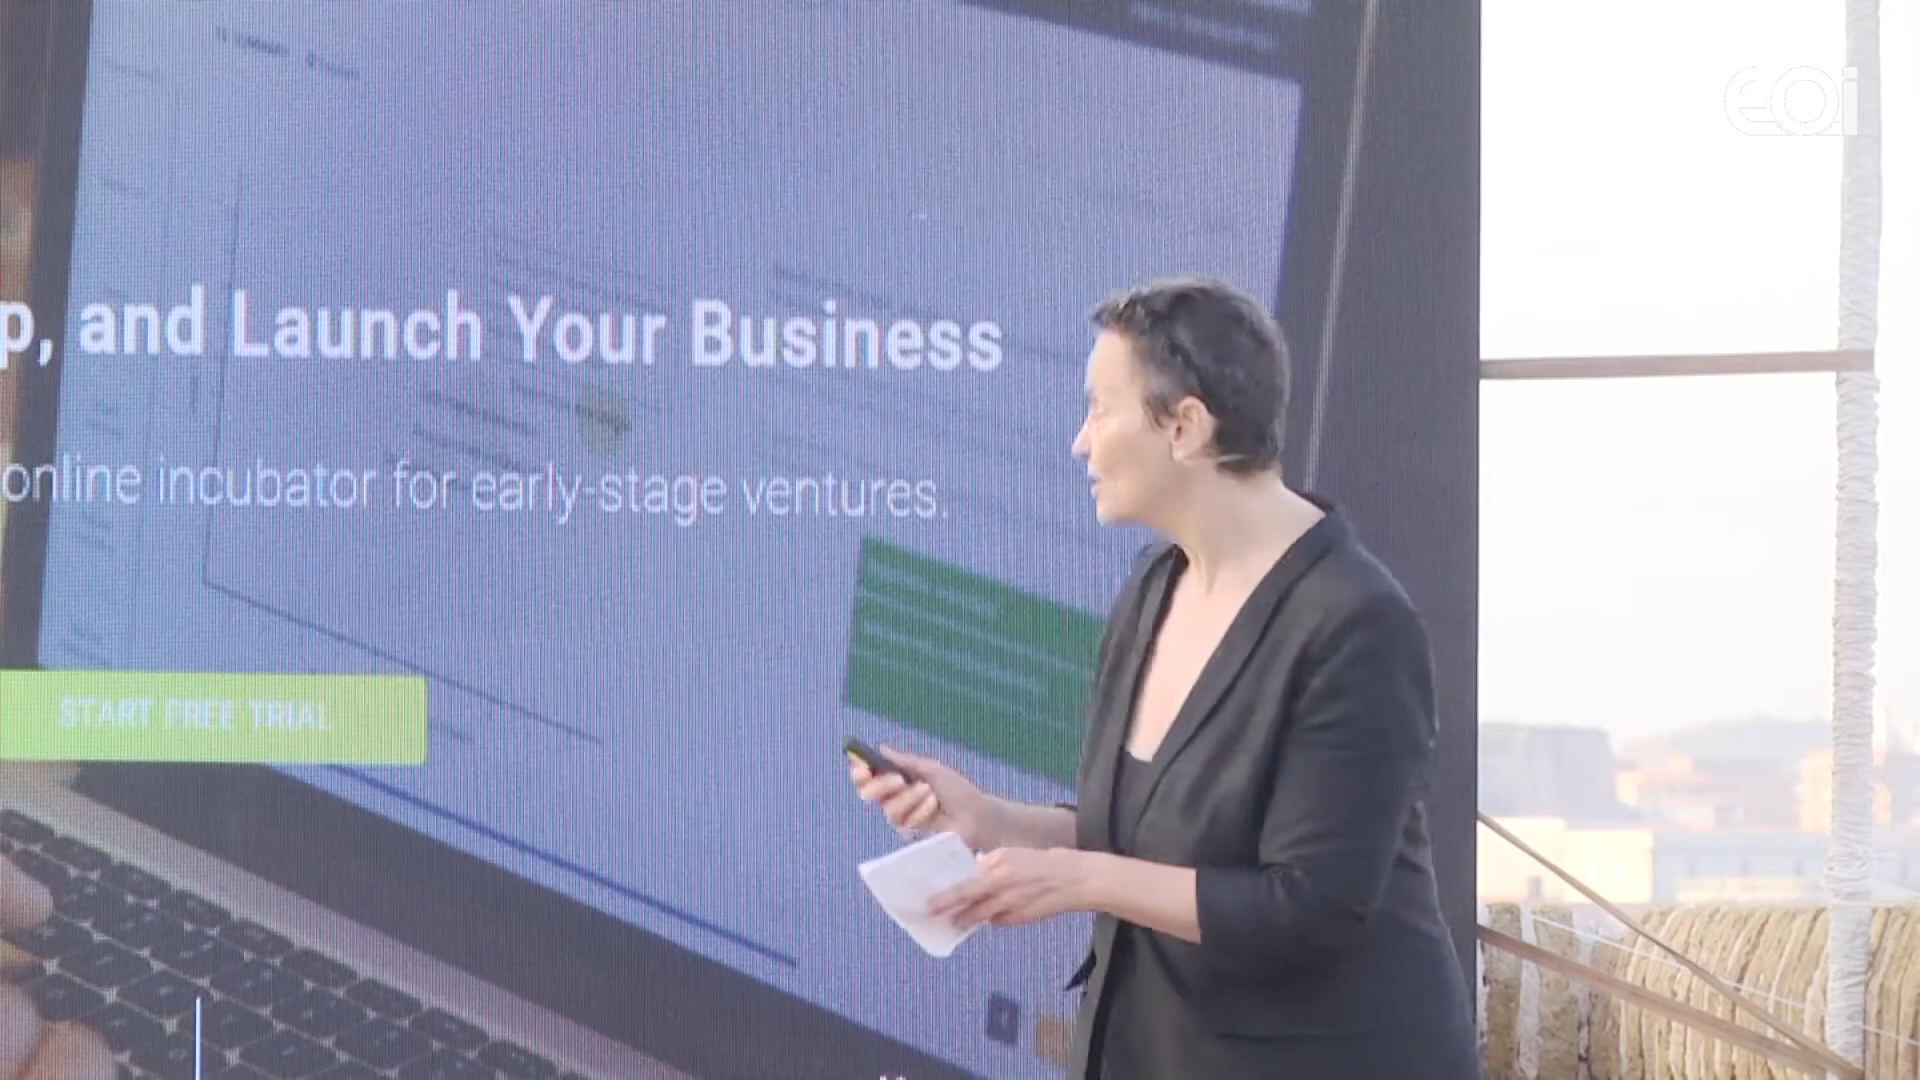 p, and Launch Your Business
online incubator for early-stage ventures.
START FREE TRIAL
eoi